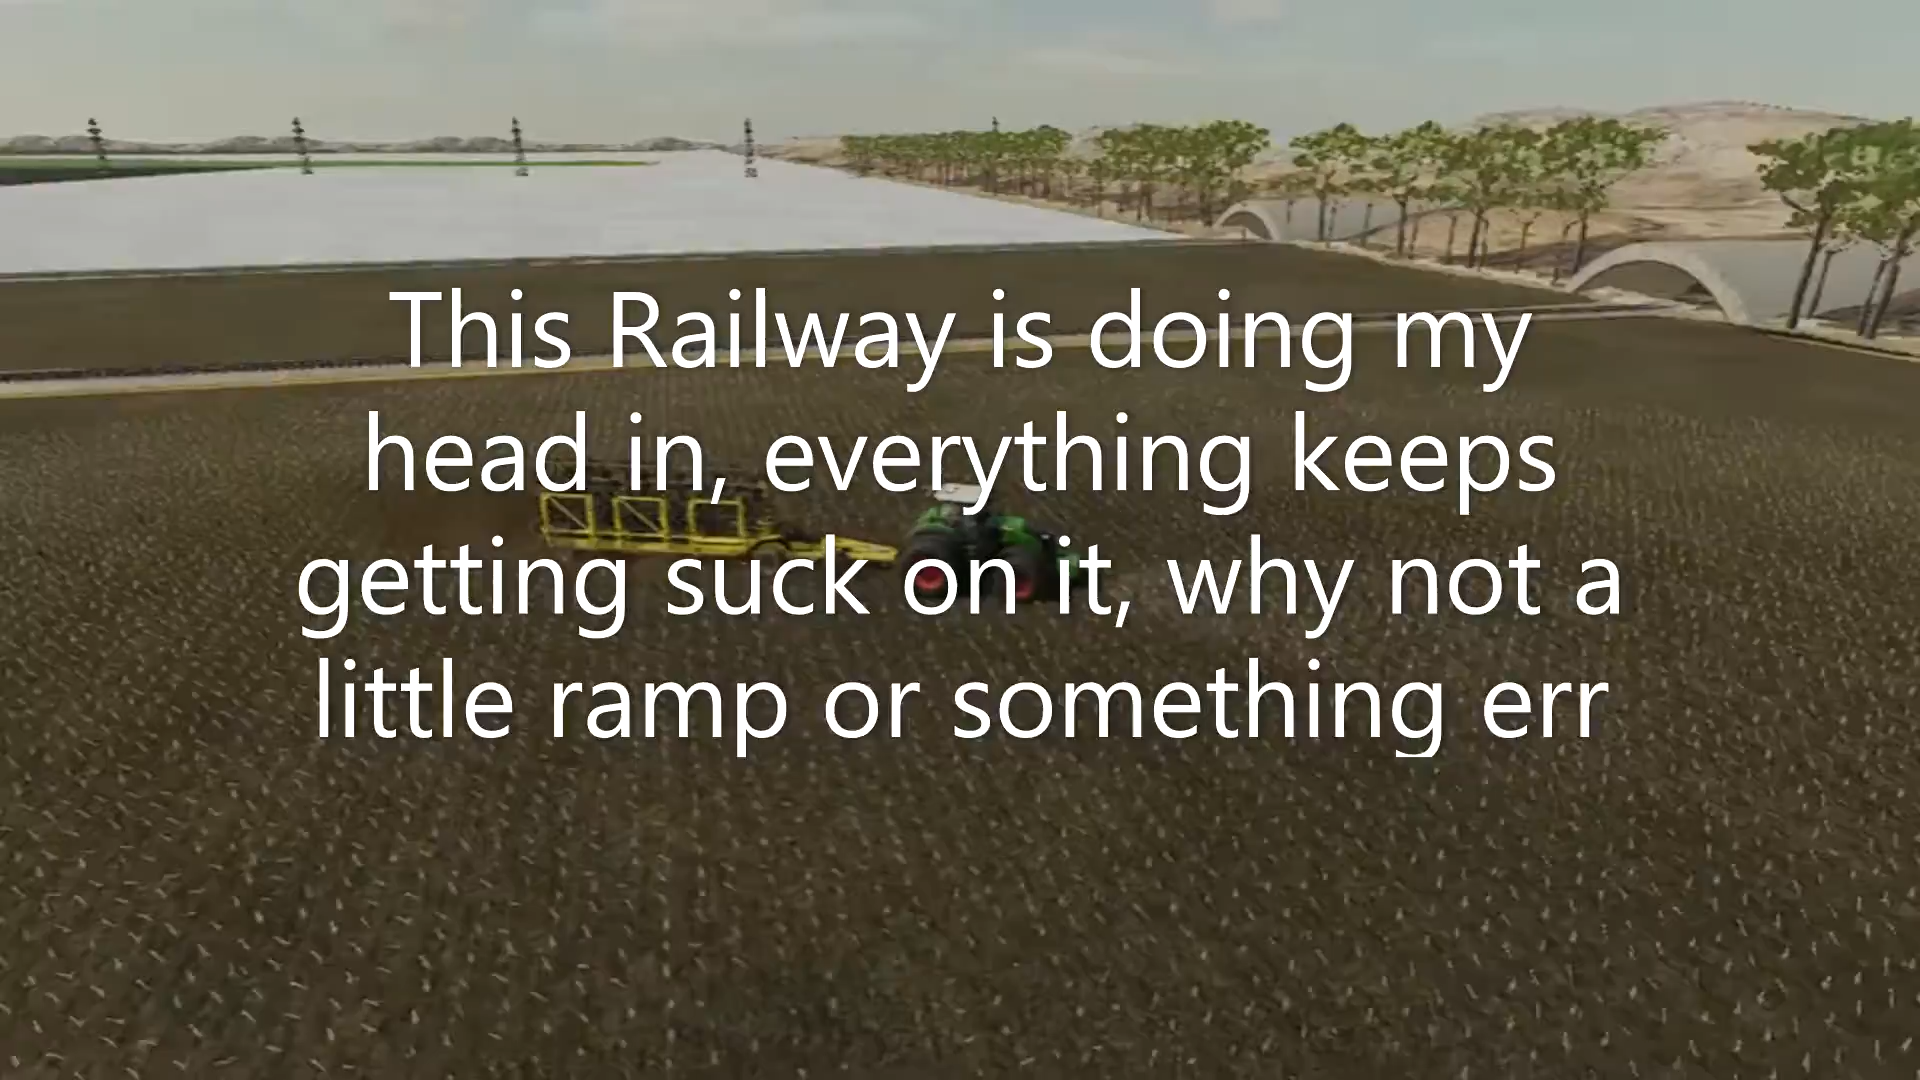 This Railway is doing my
head in, everything keeps
getting suck on it, why not a
little ramp or something err